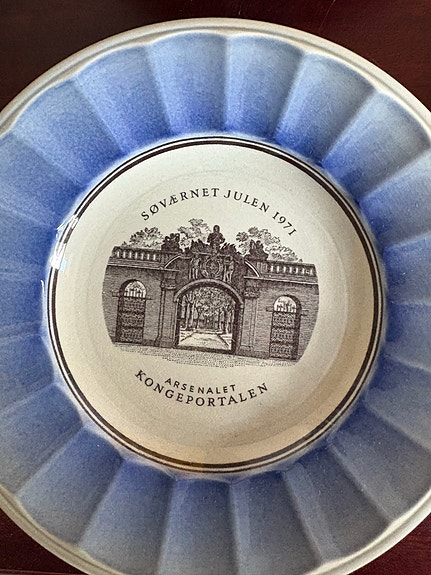 SØVÆRNET JULEN 1971
ARSENALET
KONGEPORTALEN